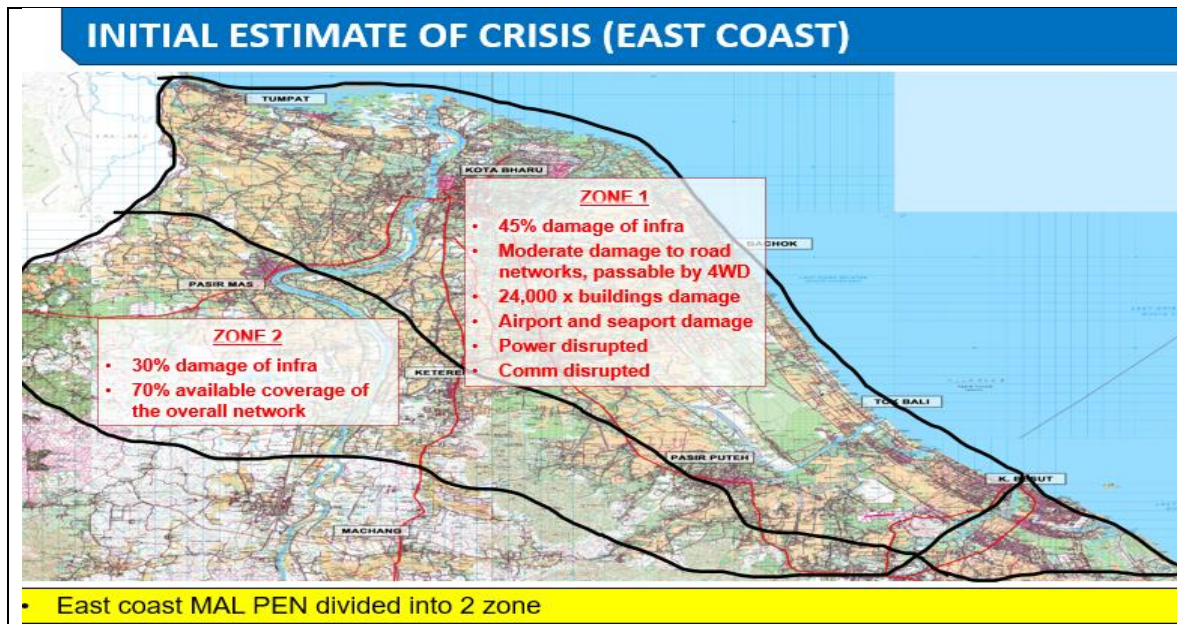 INITIAL ESTIMATE OF CRISIS (EAST COAST)
TUMPAT
KOTA BHARU
ZONE 1
• 45% damage of infra
• Moderate damage to road
networks, passable by 4WD
• 24,000 x buildings damage
• Airport and seaport damage
• Power disrupted
• Comm disrupted
BACHOK
PASIR MAS
ZONE 2
• 30% damage of infra
• 70% available coverage of
the overall network
KETERE
TOK BALI
PASIR PUTEH
K. BESUT
MACHANG
• East coast MAL PEN divided into 2 zone